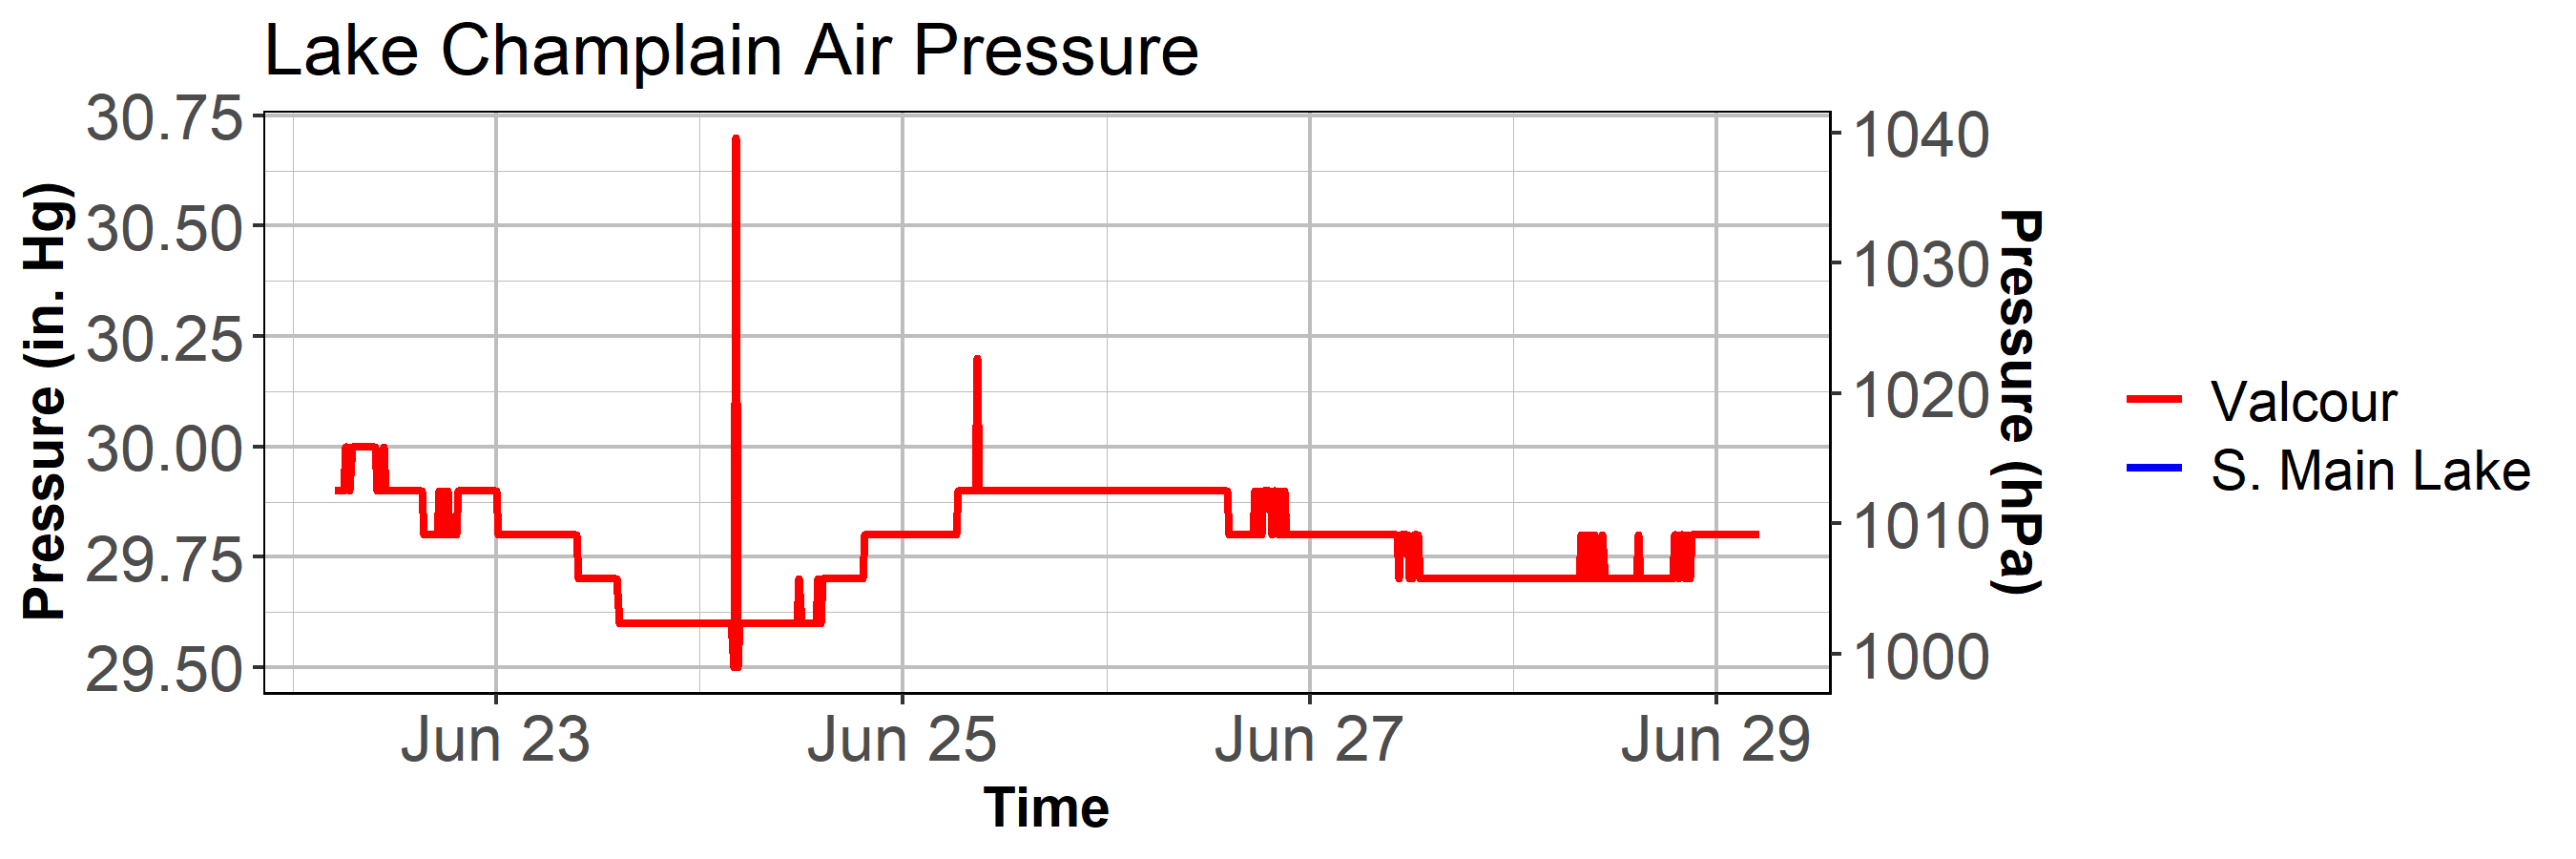 Lake Champlain Air Pressure
Pressure (in. Hg)
30.75
30.50
30.25
30.00
29.75
29.50
1040
1030
1020
1010
1000
Pressure (hPa)
Valcour
S. Main Lake
Jun 23
Jun 25
Jun 27
Jun 29
Time